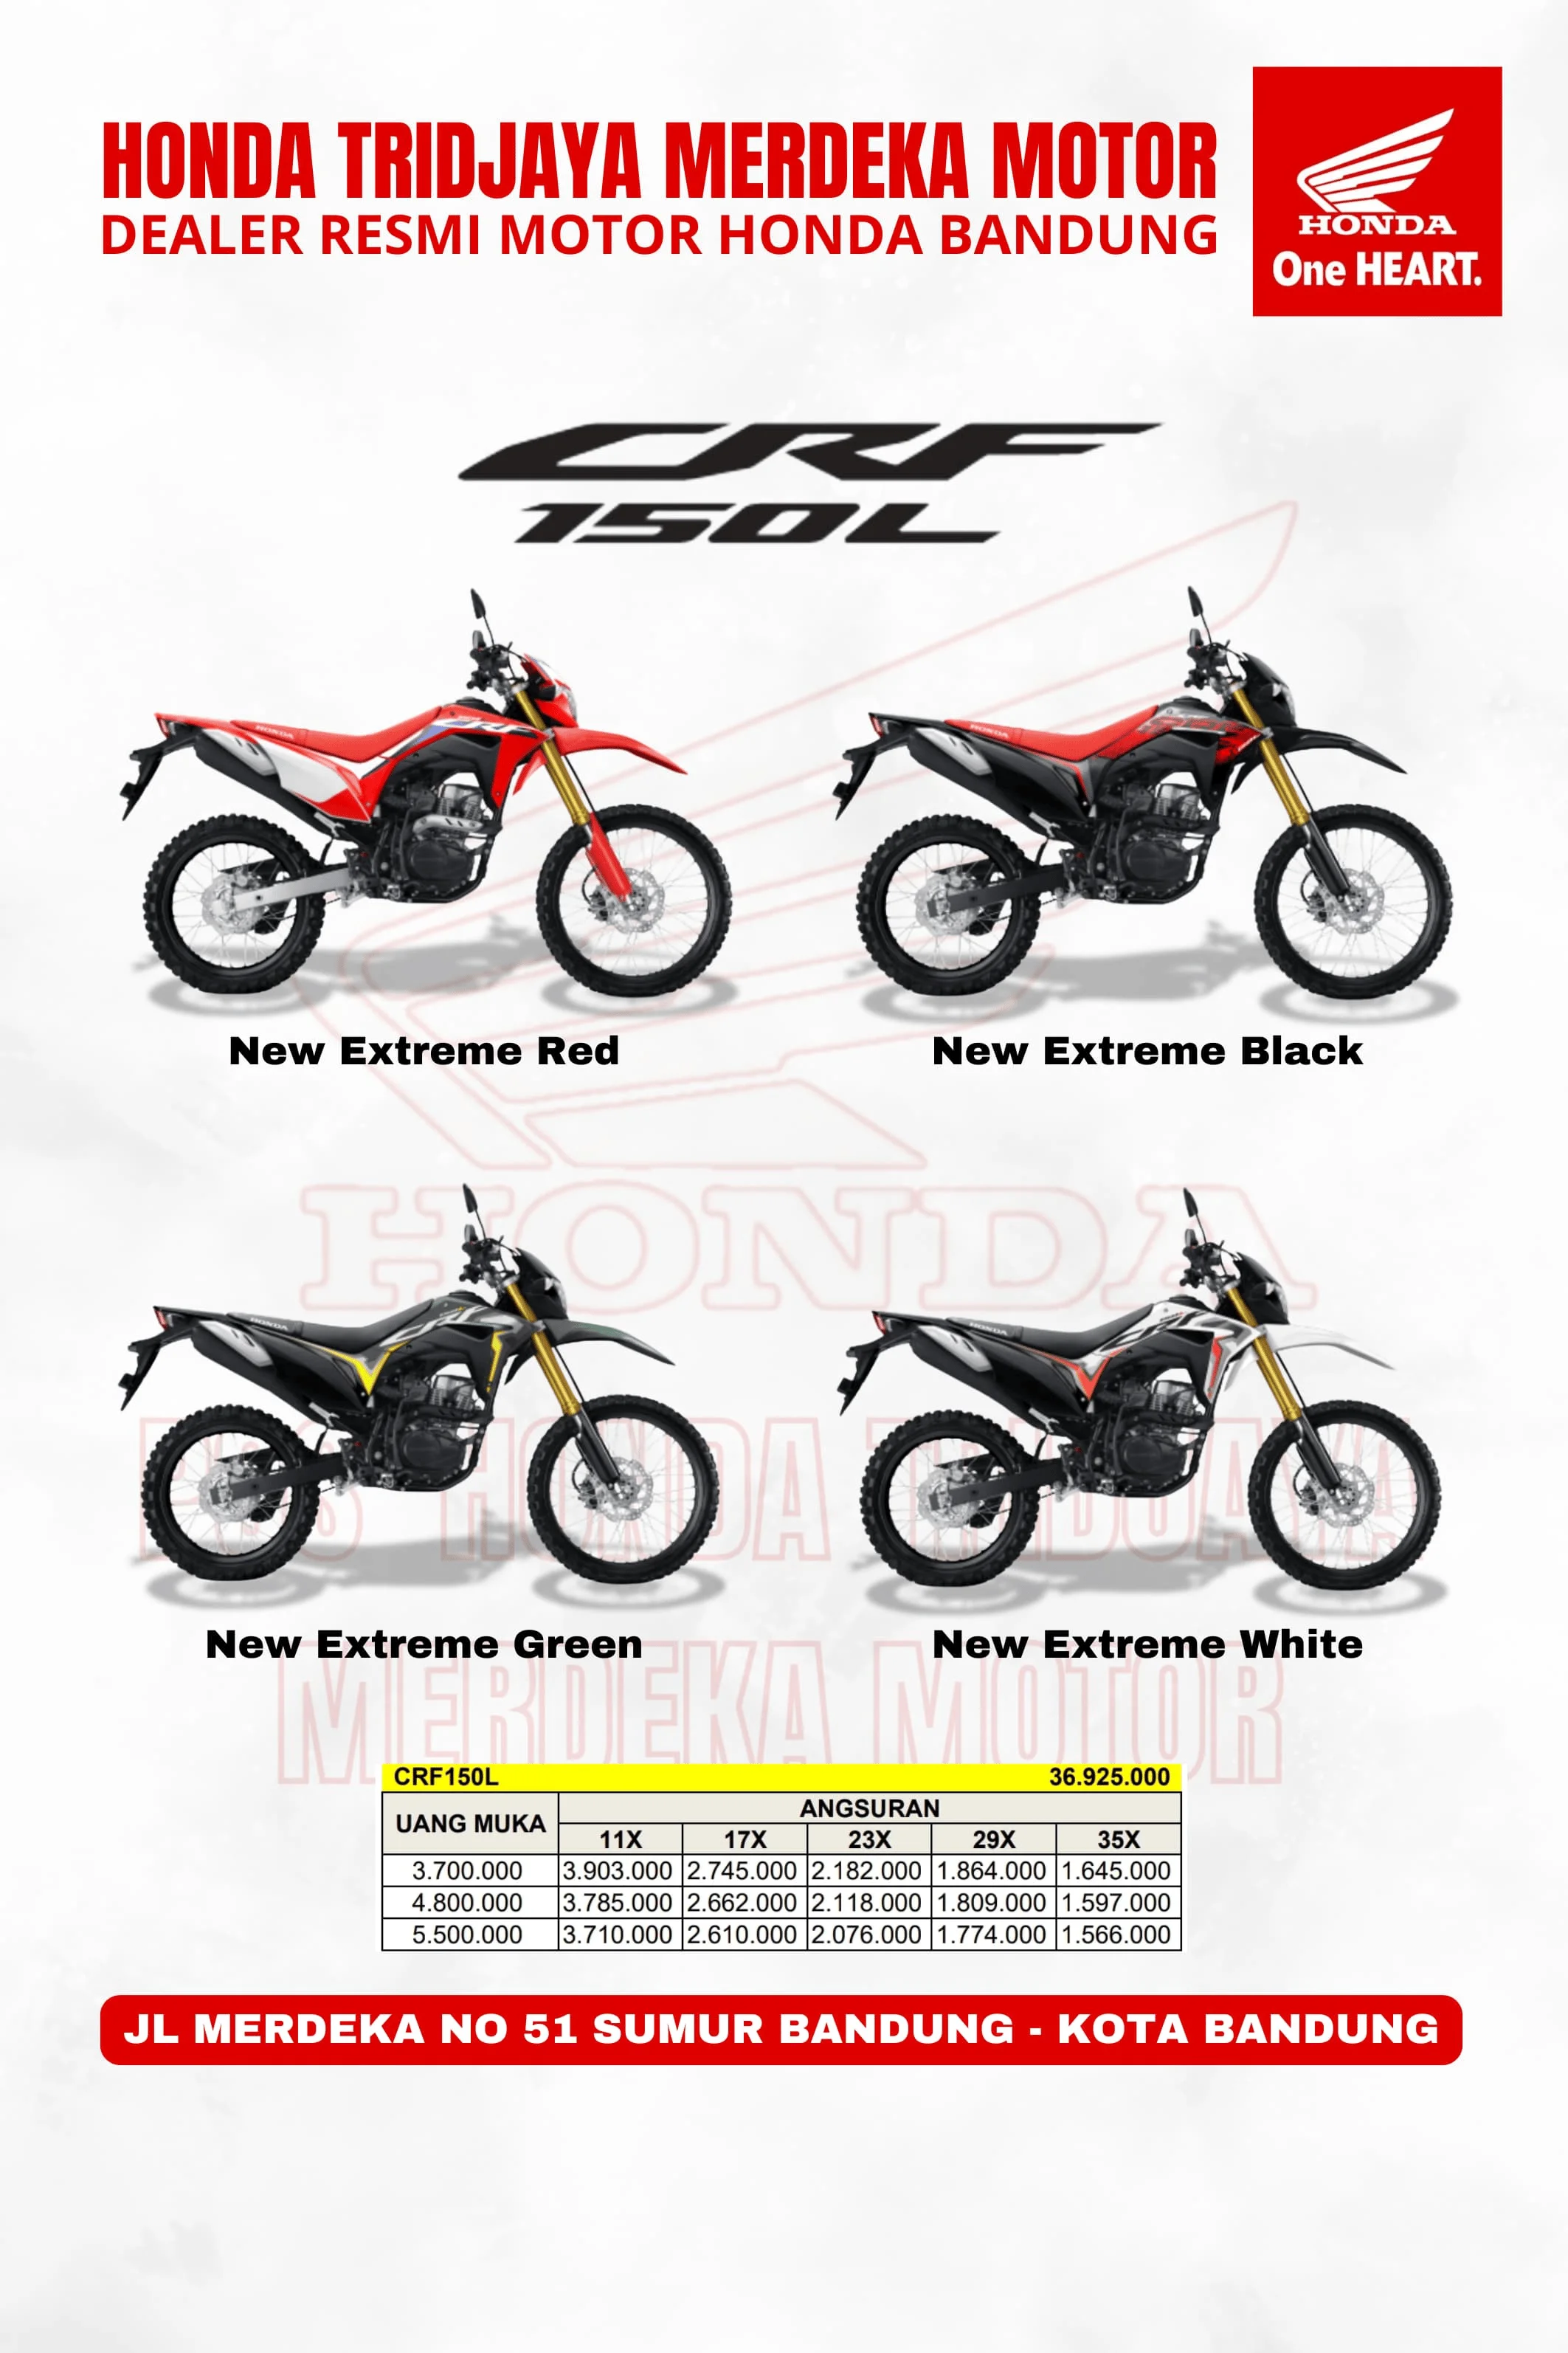 HONDA TRIDJAYA MERDEKA MOTOR
DEALER RESMI MOTOR HONDA BANDUNG
HONDA
One HEART.
CRF
150L
New Extreme Red
New Extreme Black
HONDA
New Extreme Green
New Extreme White
HONDA TRIDJAYA
MERDEKA MOTOR
CRF150L 36.925.000
UANG MUKA ANGSURAN
11X 17X 23X 29X 35X
3.700.000 3.903.000 2.745.000 2.182.000 1.864.000 1.645.000
4.800.000 3.785.000 2.662.000 2.118.000 1.809.000 1.597.000
5.500.000 3.710.000 2.610.000 2.076.000 1.774.000 1.566.000
JL MERDEKA NO 51 SUMUR BANDUNG - KOTA BANDUNG